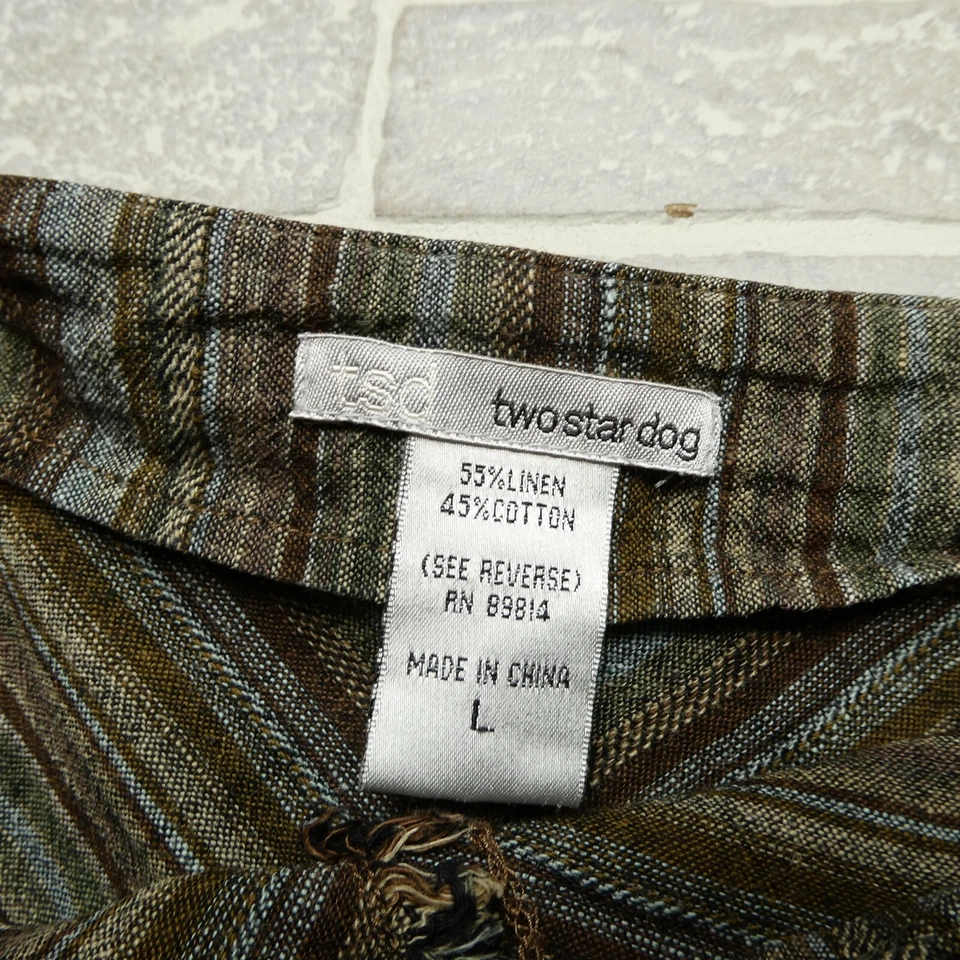 tsd two star dog
55%LINEN
45%COTTON
(SEE REVERSE)
RN 89814
MADE IN CHINA
L